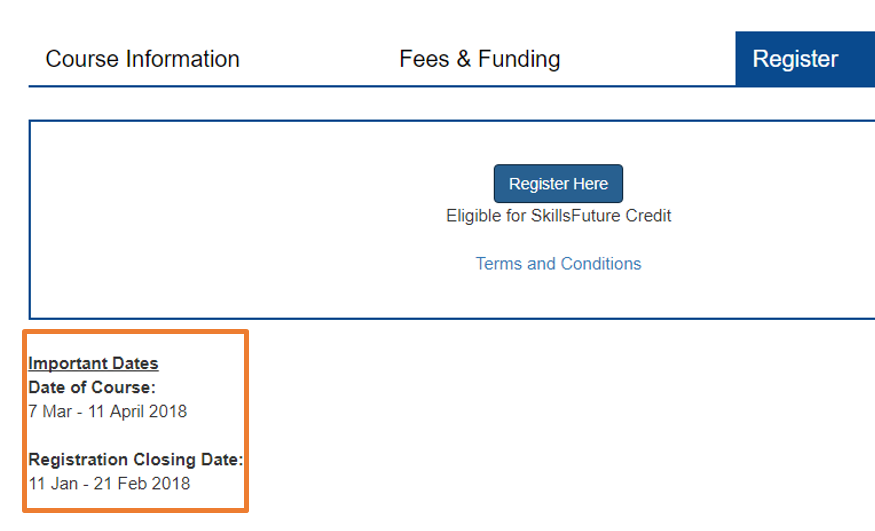 Course Information
Fees & Funding
Register
Register Here
Eligible for SkillsFuture Credit
Terms and Conditions
Important Dates
Date of Course:
7 Mar - 11 April 2018
Registration Closing Date:
11 Jan - 21 Feb 2018